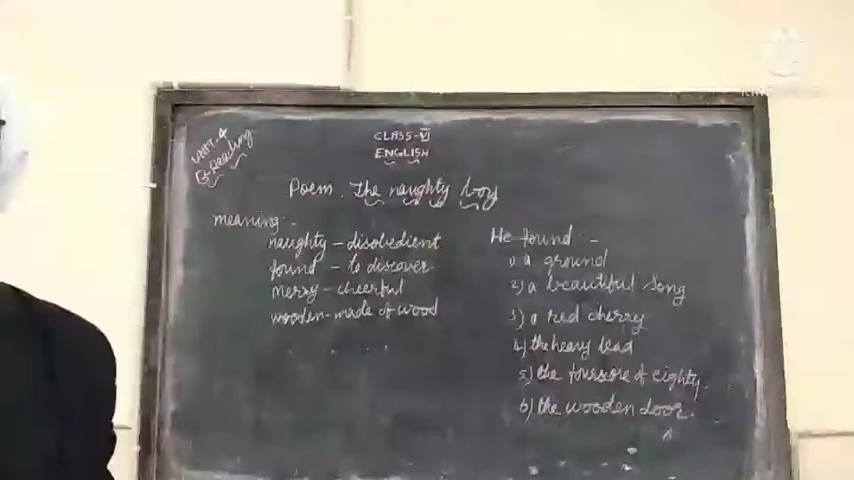 UNIT-4
G-Reading
CLASS-VI
ENGLISH
Poem. The naughty boy
meaning:-
naughty - disobedient
found - to discover
merry - cheerful
wooden - made of wood
He found :-
1) a ground
2) a beautiful song
3) a red cherry
4) the heavy lead
5) the fourscore of eighty.
6) the wooden door.